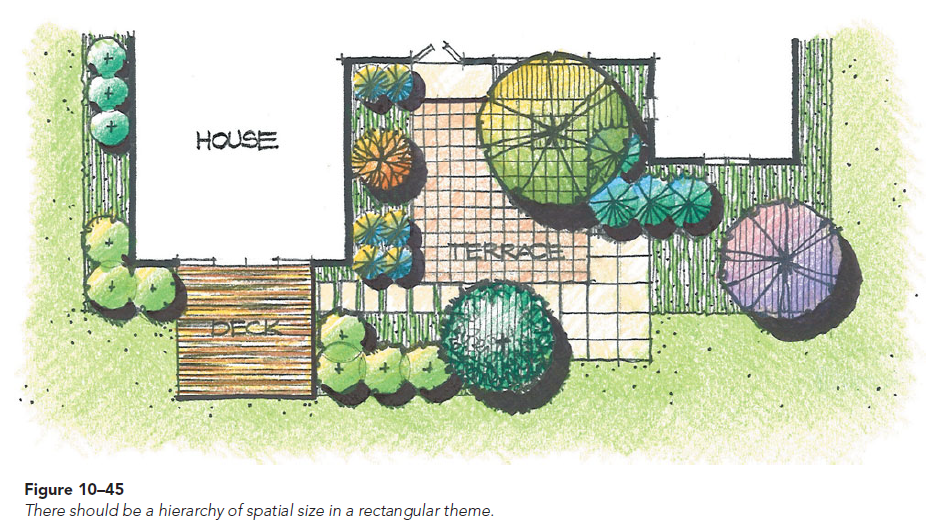 HOUSE
TERRACE
DECK
Figure 10–45
There should be a hierarchy of spatial size in a rectangular theme.